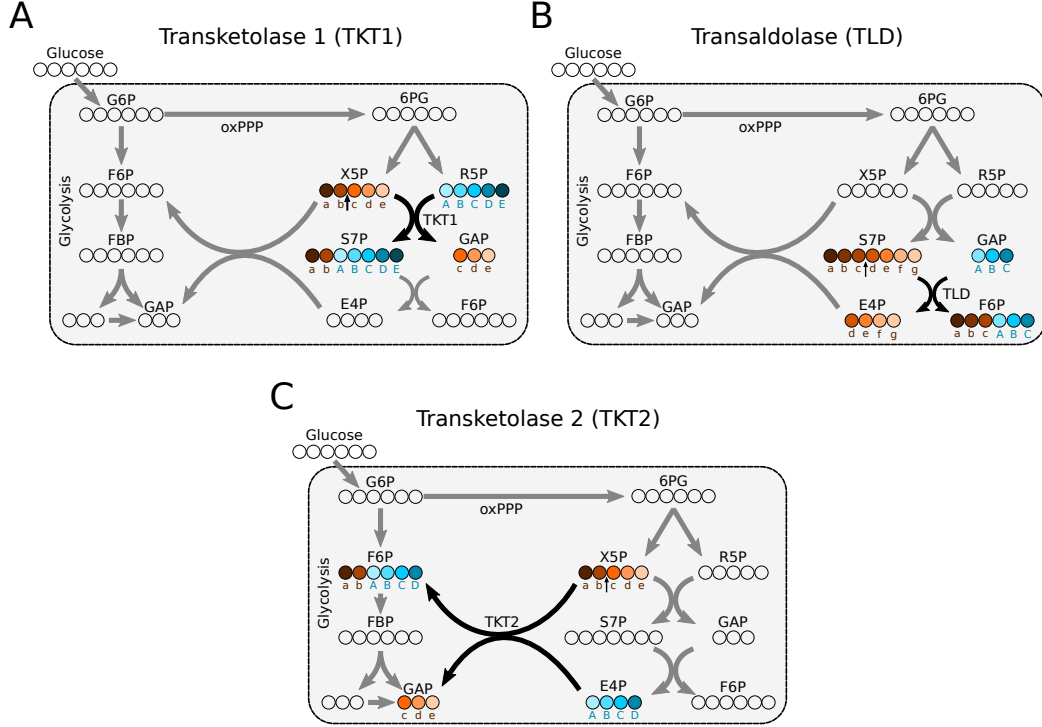 A
Transketolase 1 (TKT1)
Glucose
G6P
6PG
oxPPP
Glycolysis
F6P
X5P
R5P
a b c d e
A B C D E
TKT1
FBP
S7P
GAP
a b A B C D E
c d e
GAP
E4P
F6P
B
Transaldolase (TLD)
Glucose
G6P
6PG
oxPPP
Glycolysis
F6P
X5P
R5P
FBP
S7P
GAP
a b c d e f g
A B C
TLD
GAP
E4P
F6P
d e f g
a b c A B C
C
Transketolase 2 (TKT2)
Glucose
G6P
6PG
oxPPP
Glycolysis
F6P
X5P
R5P
a b A B C D
a b c d e
FBP
TKT2
S7P
GAP
GAP
E4P
F6P
c d e
A B C D